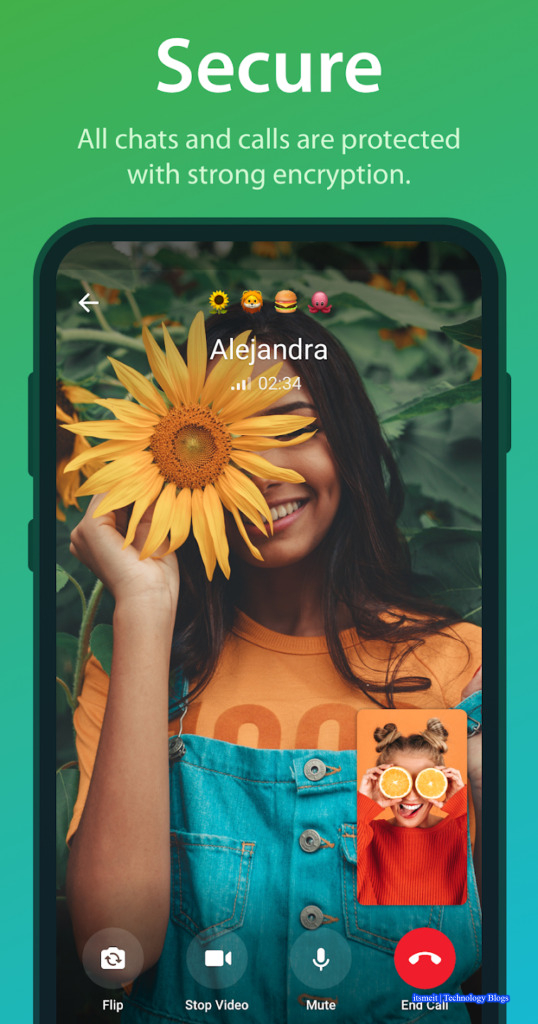 Secure
All chats and calls are protected
with strong encryption.
Alejandra
02:34
Flip Stop Video Mute End Call
itsmeit | Technology Blogs